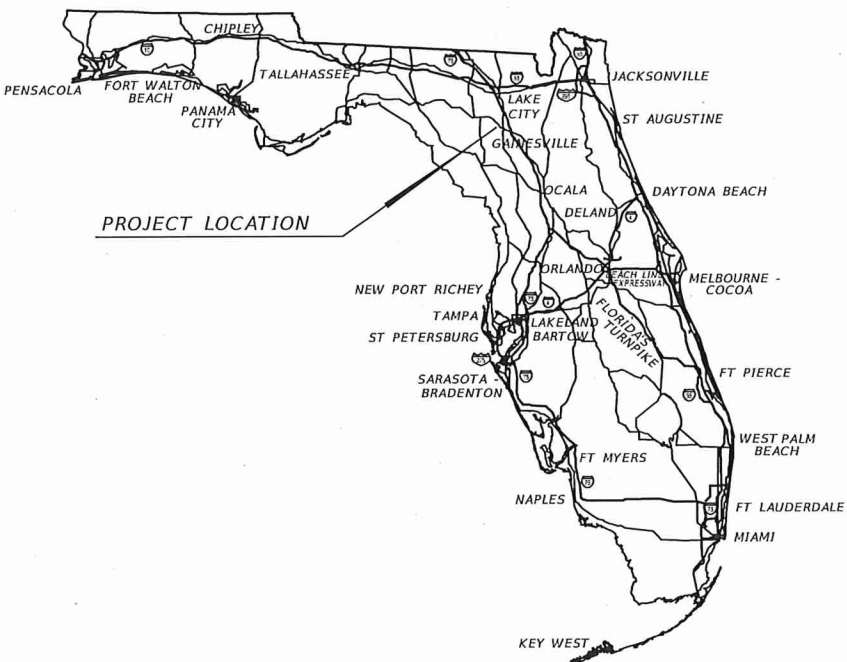 CHIPLEY
PENSACOLA
FORT WALTON
BEACH
PANAMA
CITY
TALLAHASSEE
LAKE
CITY
JACKSONVILLE
ST AUGUSTINE
GAINESVILLE
OCALA
DELAND
DAYTONA BEACH
PROJECT LOCATION
ORLANDO
BEACH LINE
EXPRESSWAY
MELBOURNE -
COCOA
NEW PORT RICHEY
TAMPA
ST PETERSBURG
LAKELAND
BARTOW
FLORIDA'S
TURNPIKE
SARASOTA -
BRADENTON
FT PIERCE
WEST PALM
BEACH
FT MYERS
NAPLES
FT LAUDERDALE
MIAMI
KEY WEST